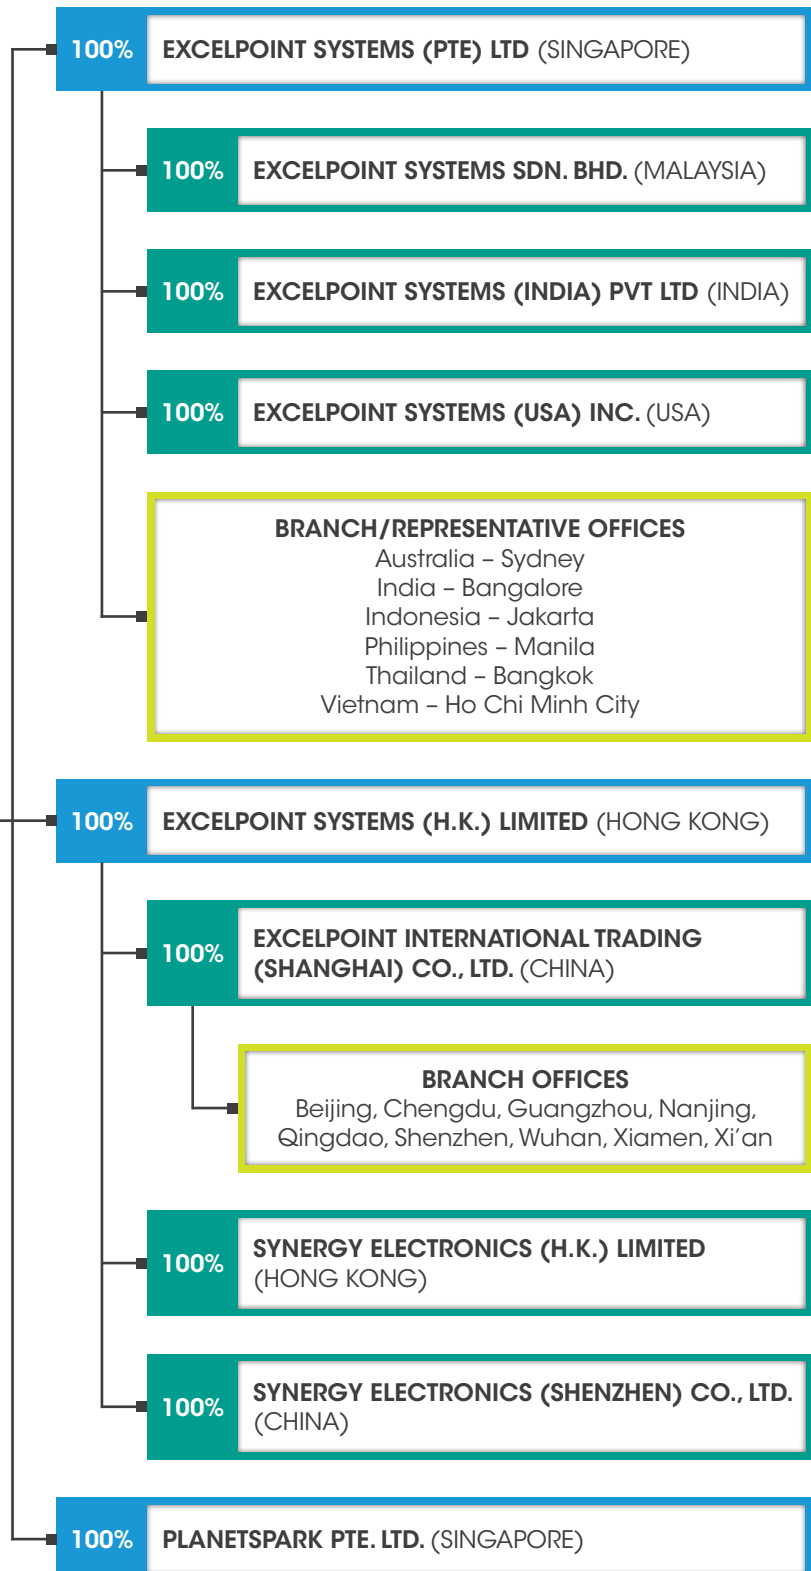 100% EXCELPOINT SYSTEMS (PTE) LTD (SINGAPORE)
100% EXCELPOINT SYSTEMS SDN. BHD. (MALAYSIA)
100% EXCELPOINT SYSTEMS (INDIA) PVT LTD (INDIA)
100% EXCELPOINT SYSTEMS (USA) INC. (USA)
BRANCH/REPRESENTATIVE OFFICES
Australia – Sydney
India – Bangalore
Indonesia – Jakarta
Philippines – Manila
Thailand – Bangkok
Vietnam – Ho Chi Minh City
100% EXCELPOINT SYSTEMS (H.K.) LIMITED (HONG KONG)
100% EXCELPOINT INTERNATIONAL TRADING
(SHANGHAI) CO., LTD. (CHINA)
BRANCH OFFICES
Beijing, Chengdu, Guangzhou, Nanjing,
Qingdao, Shenzhen, Wuhan, Xiamen, Xi’an
100% SYNERGY ELECTRONICS (H.K.) LIMITED
(HONG KONG)
100% SYNERGY ELECTRONICS (SHENZHEN) CO., LTD.
(CHINA)
100% PLANETSPARK PTE. LTD. (SINGAPORE)